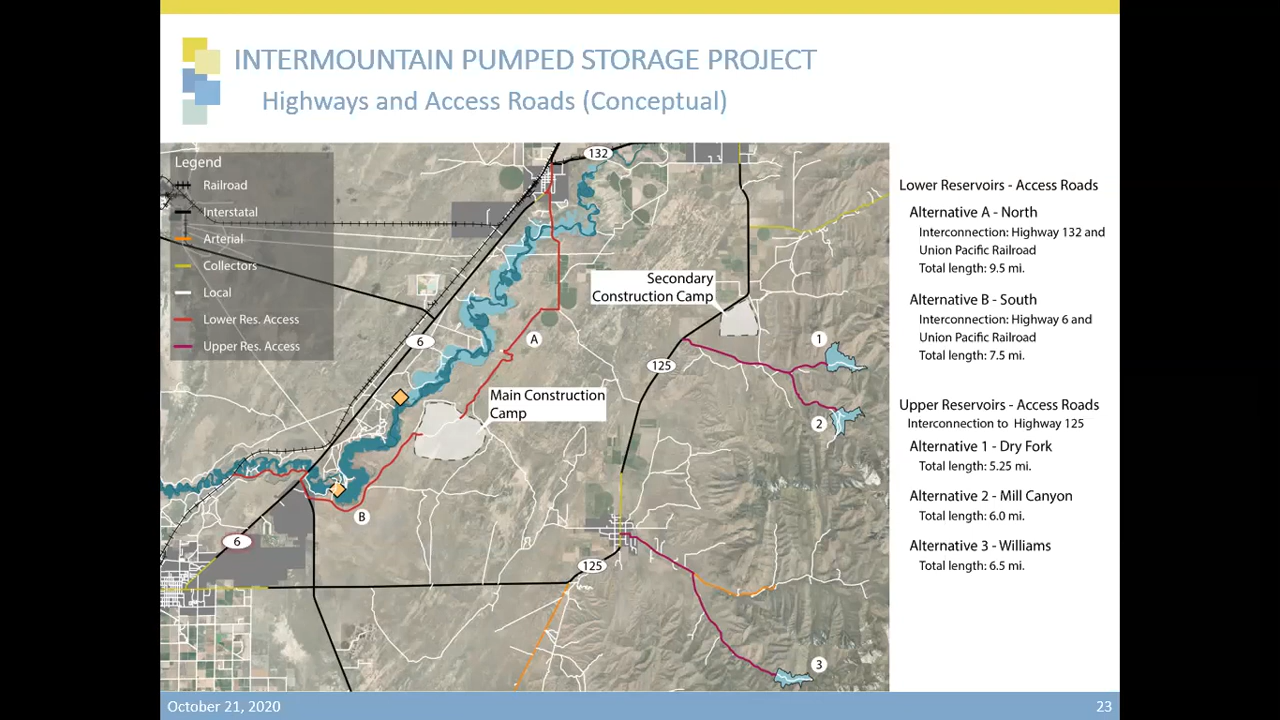 INTERMOUNTAIN PUMPED STORAGE PROJECT
Highways and Access Roads (Conceptual)
Legend
Railroad
Interstatal
Arterial
Collectors
Local
Lower Res. Access
Upper Res. Access
132
Secondary
Construction Camp
6
A
125
1
Main Construction
Camp
2
B
6
125
3
Lower Reservoirs - Access Roads
Alternative A - North
Interconnection: Highway 132 and
Union Pacific Railroad
Total length: 9.5 mi.
Alternative B - South
Interconnection: Highway 6 and
Union Pacific Railroad
Total length: 7.5 mi.
Upper Reservoirs - Access Roads
Interconnection to Highway 125
Alternative 1 - Dry Fork
Total length: 5.25 mi.
Alternative 2 - Mill Canyon
Total length: 6.0 mi.
Alternative 3 - Williams
Total length: 6.5 mi.
October 21, 2020
23